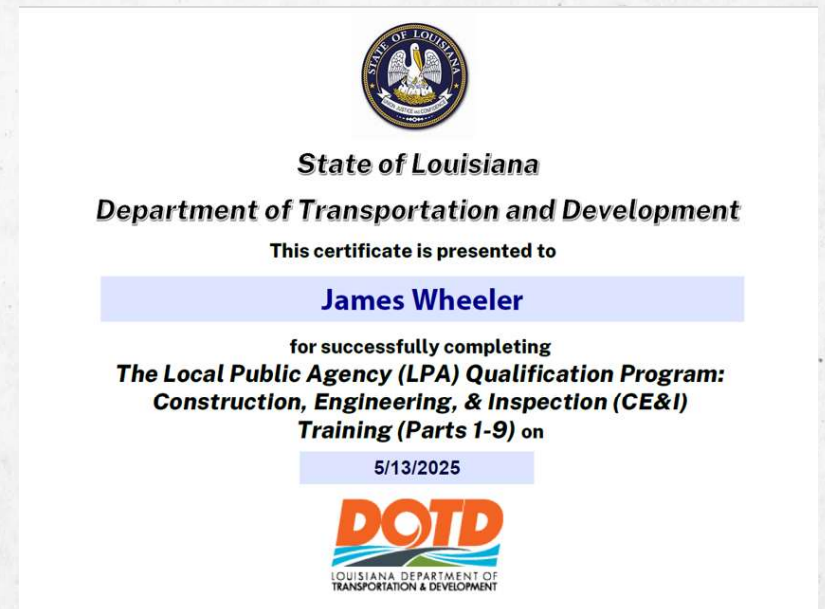 STATE OF LOUISIANA
UNION JUSTICE AND CONFIDENCE
State of Louisiana
Department of Transportation and Development
This certificate is presented to
James Wheeler
for successfully completing
The Local Public Agency (LPA) Qualification Program:
Construction, Engineering, & Inspection (CE&I)
Training (Parts 1-9) on
5/13/2025
DOTD
LOUISIANA DEPARTMENT OF
TRANSPORTATION & DEVELOPMENT